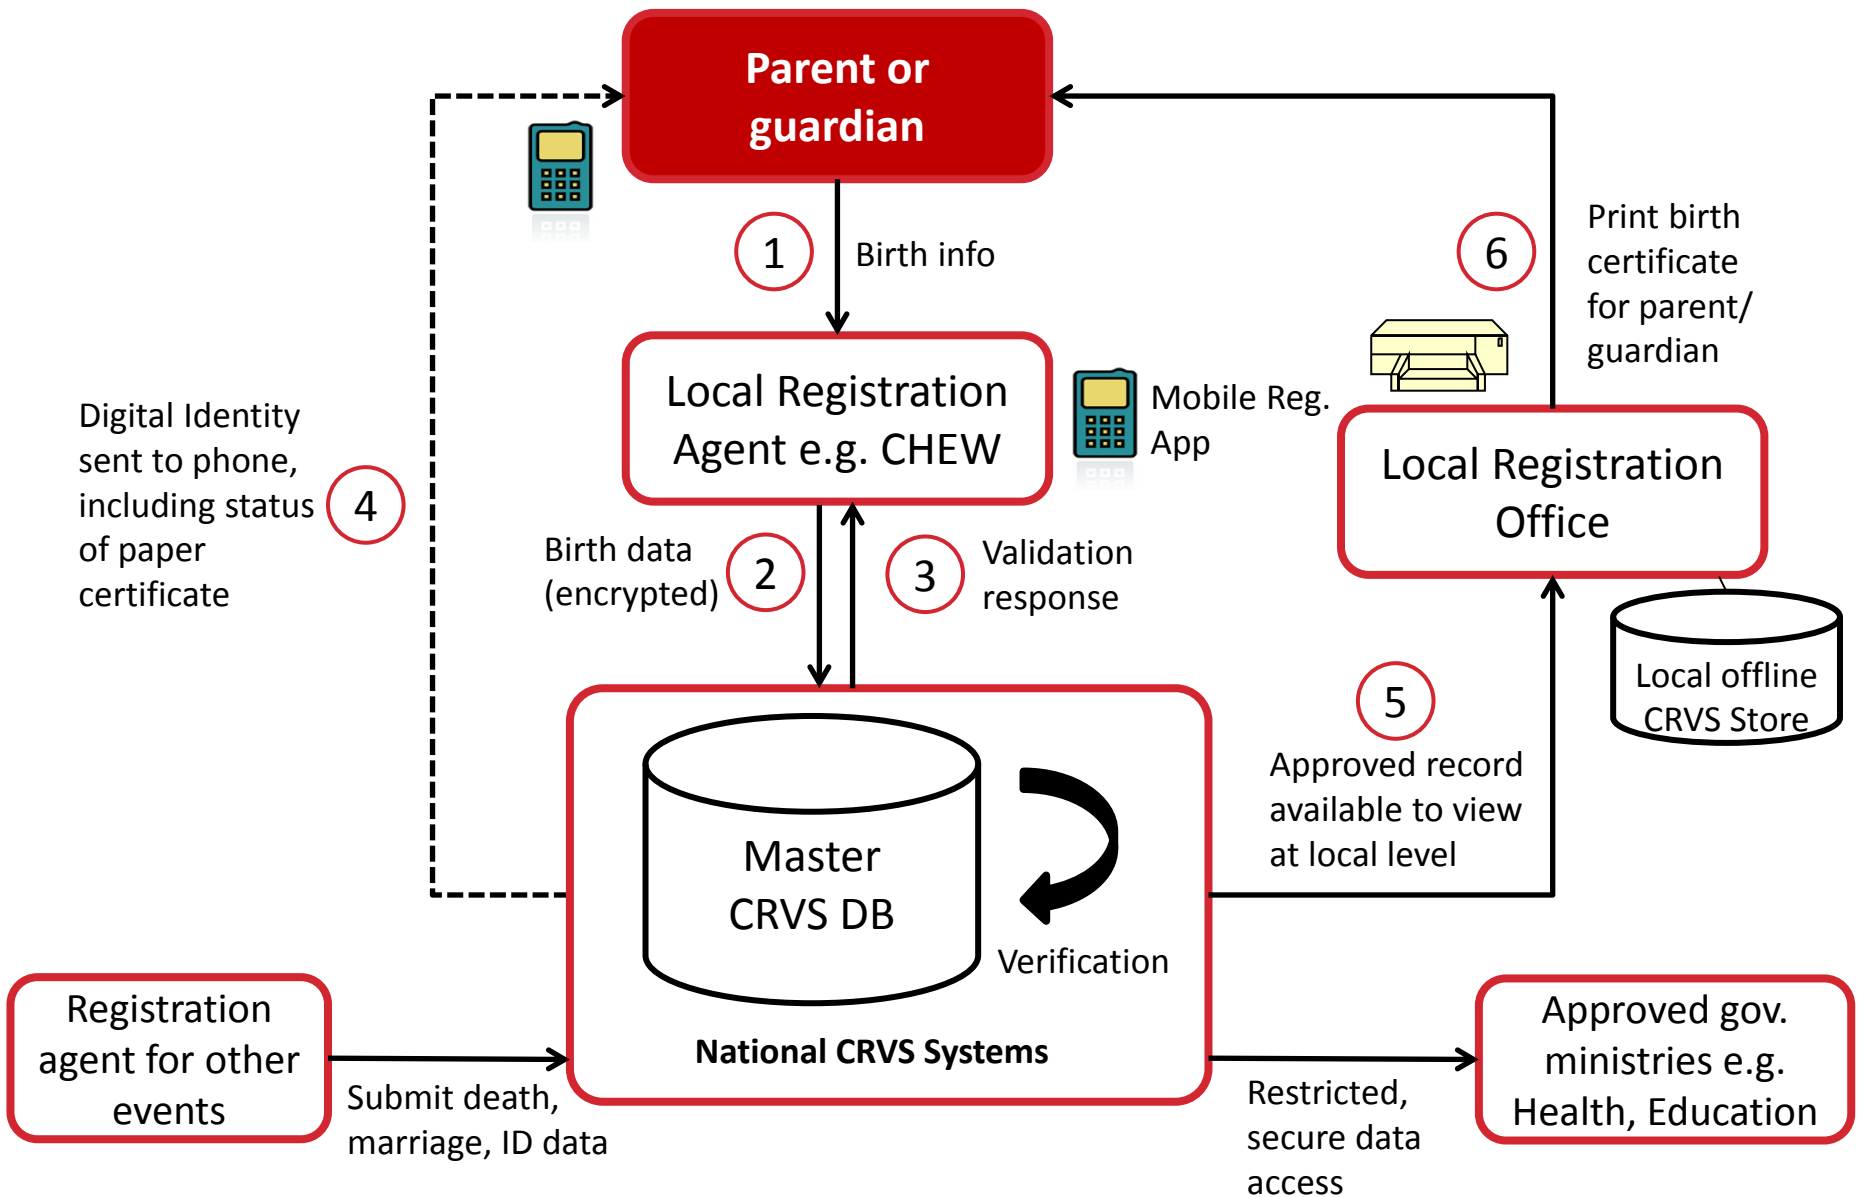 Parent or
guardian
1
Birth info
6
Print birth
certificate
for parent/
guardian
Local Registration
Agent e.g. CHEW
Mobile Reg.
App
Digital Identity
sent to phone,
including status
of paper
certificate
4
Local Registration
Office
Birth data
(encrypted)
2
3
Validation
response
Local offline
CRVS Store
5
Approved record
available to view
at local level
Master
CRVS DB
Verification
National CRVS Systems
Registration
agent for other
events
Submit death,
marriage, ID data
Restricted,
secure data
access
Approved gov.
ministries e.g.
Health, Education